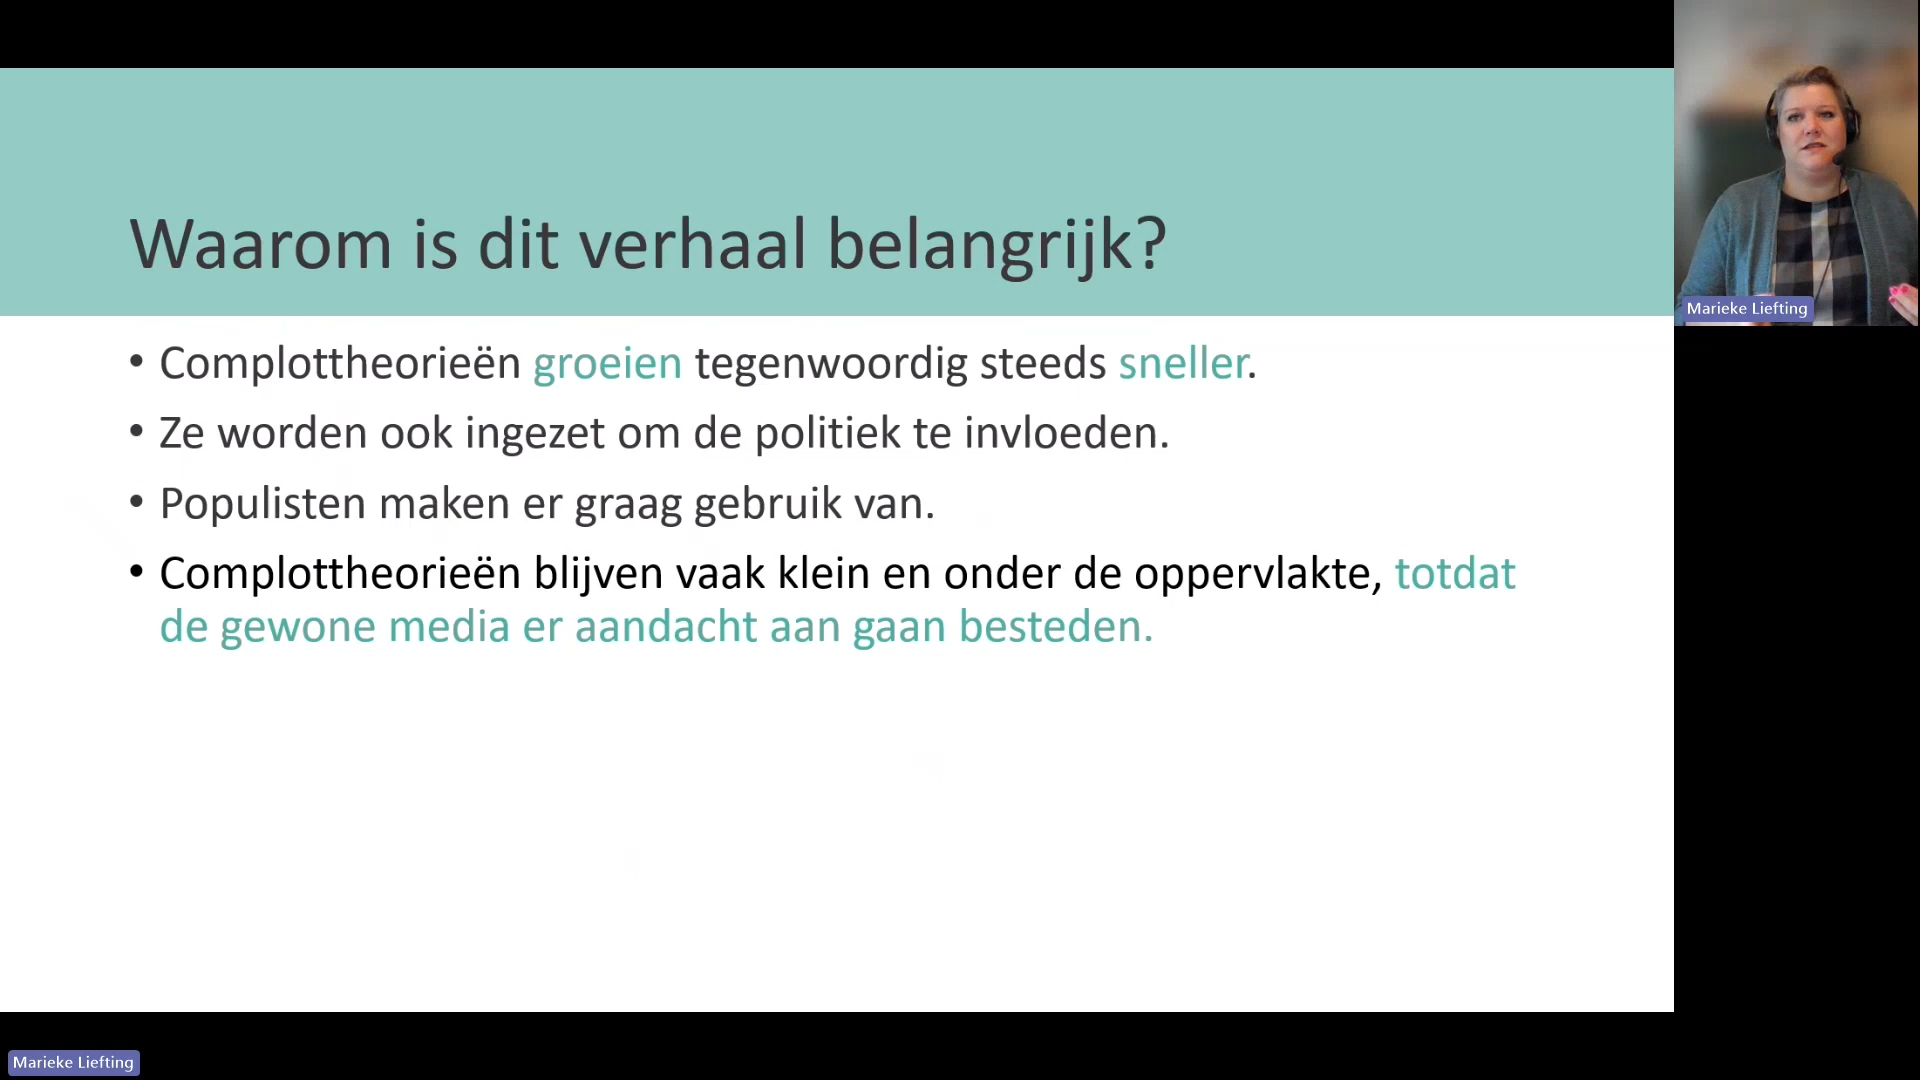 Waarom is dit verhaal belangrijk?
• Complottheorieën groeien tegenwoordig steeds sneller.
• Ze worden ook ingezet om de politiek te invloeden.
• Populisten maken er graag gebruik van.
• Complottheorieën blijven vaak klein en onder de oppervlakte, totdat
de gewone media er aandacht aan gaan besteden.
Marieke Liefting
Marieke Liefting